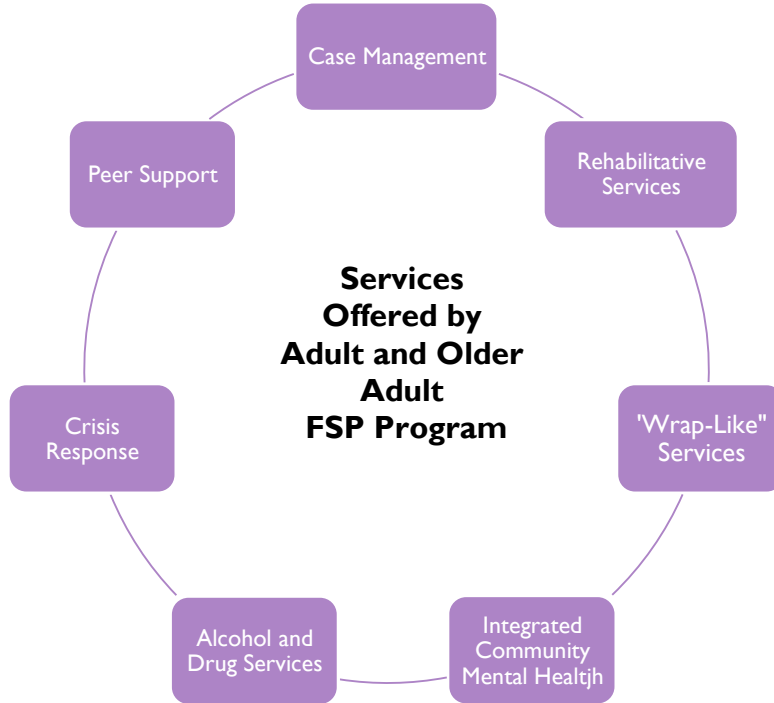 Case Management
Peer Support
Rehabilitative
Services
Services
Offered by
Adult and Older
Adult
FSP Program
Crisis
Response
"Wrap-Like"
Services
Alcohol and
Drug Services
Integrated
Community
Mental Healtjh